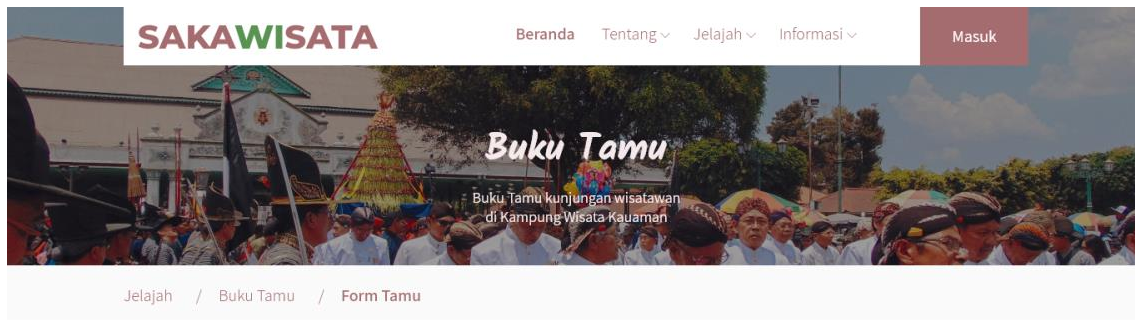 SAKAWISATA
Beranda Tentang Jelajah Informasi Masuk
Buku Tamu
Buku Tamu kunjungan wisatawan
di Kampung Wisata Kauaman
Jelajah / Buku Tamu / Form Tamu